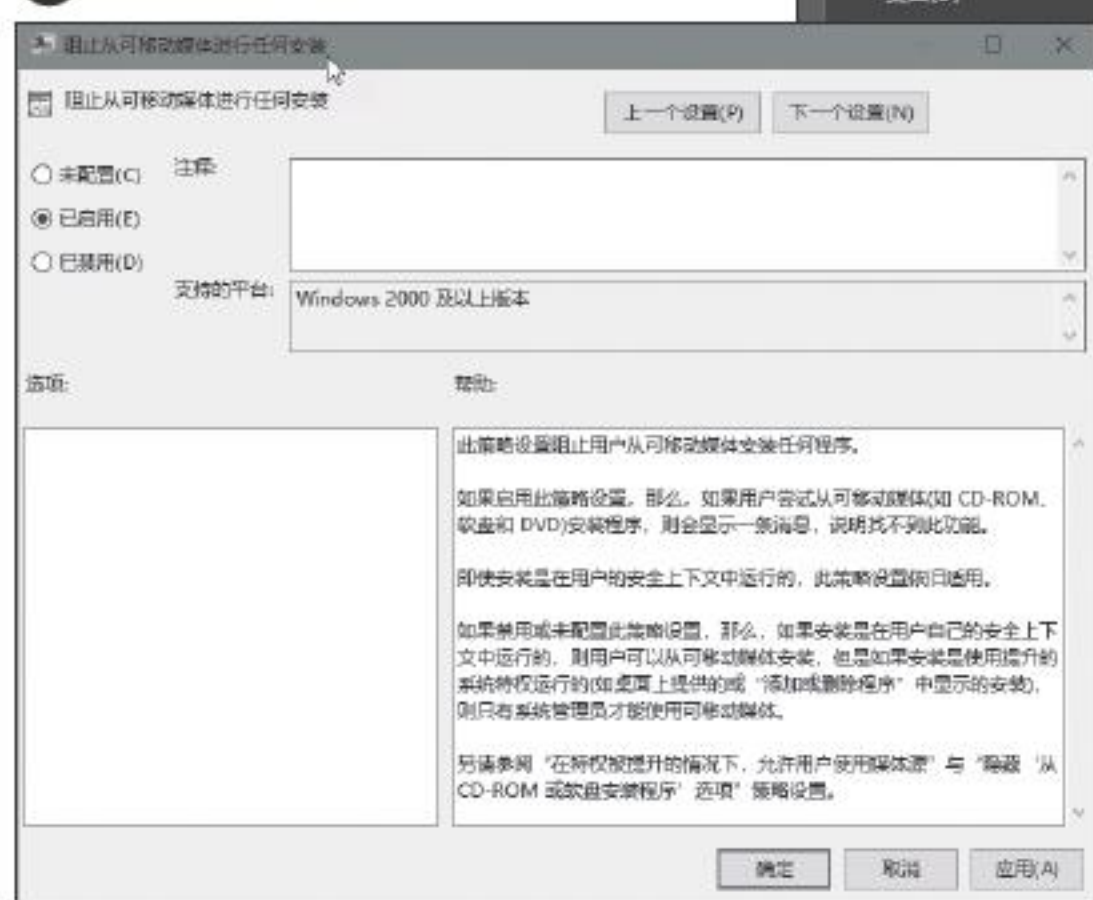 阻止从可移动媒体进行任何安装
阻止从可移动媒体进行任何安装
上一个设置(P)
下一个设置(N)
未配置(C)
注释:
已启用(E)
已禁用(D)
支持的平台:
Windows 2000 及以上版本
选项:
帮助:
此策略设置阻止用户从可移动媒体安装任何程序。
如果启用此策略设置，那么，如果用户尝试从可移动媒体(如 CD-ROM、
软盘和 DVD)安装程序，则会显示一条消息，说明找不到此功能。
即使安装是在用户的安全上下文中运行的，此策略设置依旧适用。
如果禁用或未配置此策略设置，那么，如果安装是在用户自己的安全上下
文中运行的，则用户可以从可移动媒体安装，但是如果安装是使用提升的
系统特权运行的(如桌面上提供的或“添加或删除程序”中显示的安装)，
则只有系统管理员才能使用可移动媒体。
另请参阅“在特权被提升的情况下，允许用户使用媒体源”与“隐藏‘从
CD-ROM 或软盘安装程序’选项”策略设置。
确定
取消
应用(A)